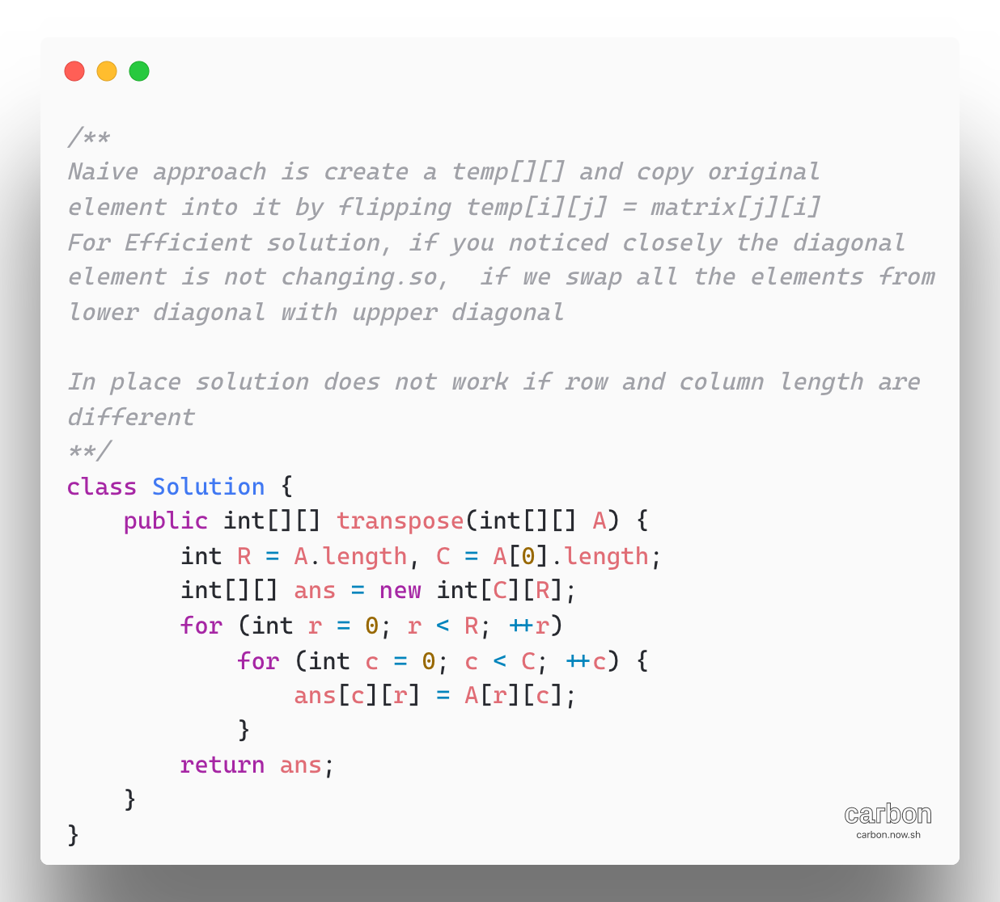 /**
Naive approach is create a temp[][] and copy original
element into it by flipping temp[i][j] = matrix[j][i]
For Efficient solution, if you noticed closely the diagonal
element is not changing.so,  if we swap all the elements from
lower diagonal with uppper diagonal

In place solution does not work if row and column length are
different
**/
class Solution {
    public int[][] transpose(int[][] A) {
        int R = A.length, C = A[0].length;
        int[][] ans = new int[C][R];
        for (int r = 0; r < R; ++r)
            for (int c = 0; c < C; ++c) {
                ans[c][r] = A[r][c];
            }
        return ans;
    }
}
carbon
carbon.now.sh